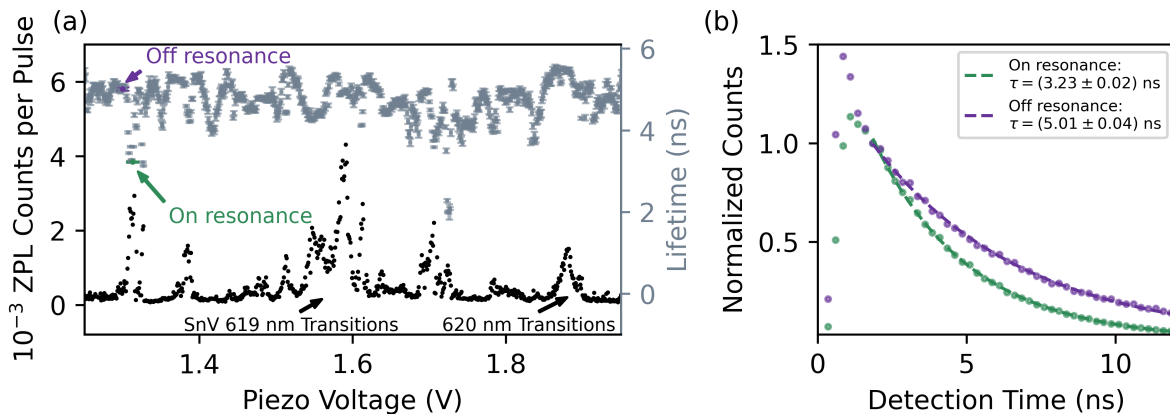 (a)
10⁻³ ZPL Counts per Pulse
6
4
2
0
Off resonance
On resonance
SnV 619 nm Transitions
620 nm Transitions
6
4
2
0
Lifetime (ns)
1.4
1.6
1.8
Piezo Voltage (V)
(b)
Normalized Counts
1.5
1.0
0.5
On resonance:
τ = (3.23 ± 0.02) ns
Off resonance:
τ = (5.01 ± 0.04) ns
0
5
10
Detection Time (ns)